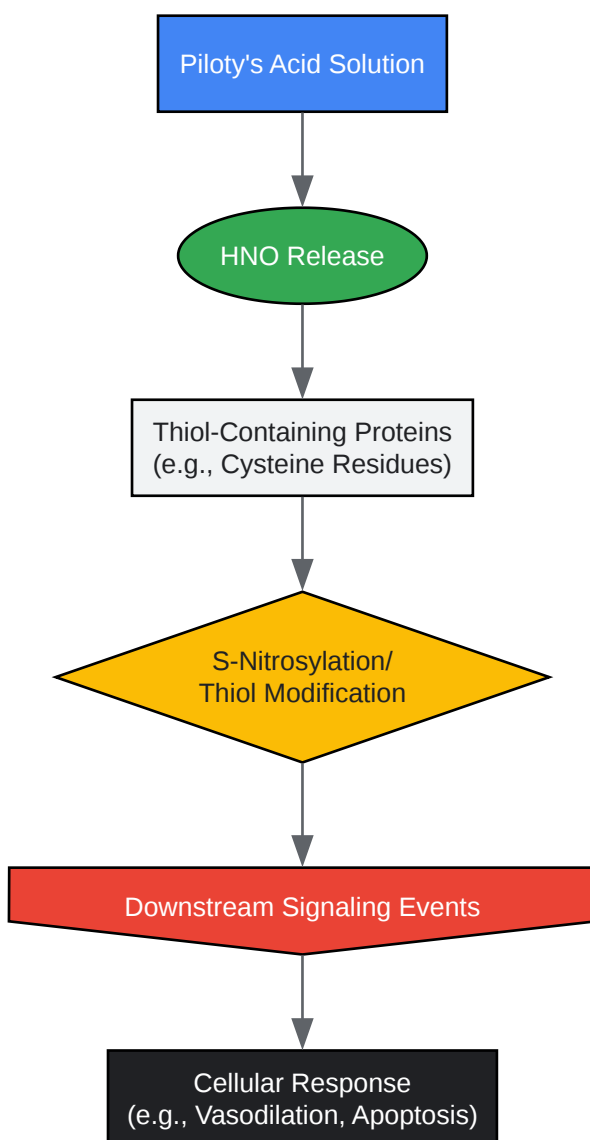 Piloty's Acid Solution
HNO Release
Thiol-Containing Proteins
(e.g., Cysteine Residues)
S-Nitrosylation/
Thiol Modification
Downstream Signaling Events
Cellular Response
(e.g., Vasodilation, Apoptosis)